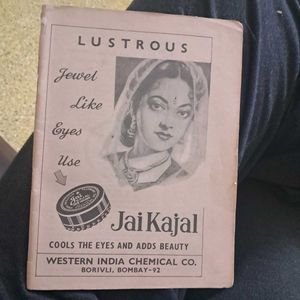 LUSTROUS
Jewel
Like
Eyes
Use
Jai Kajal
COOLS THE EYES AND ADDS BEAUTY
WESTERN INDIA CHEMICAL CO.
BORIVLI, BOMBAY-92